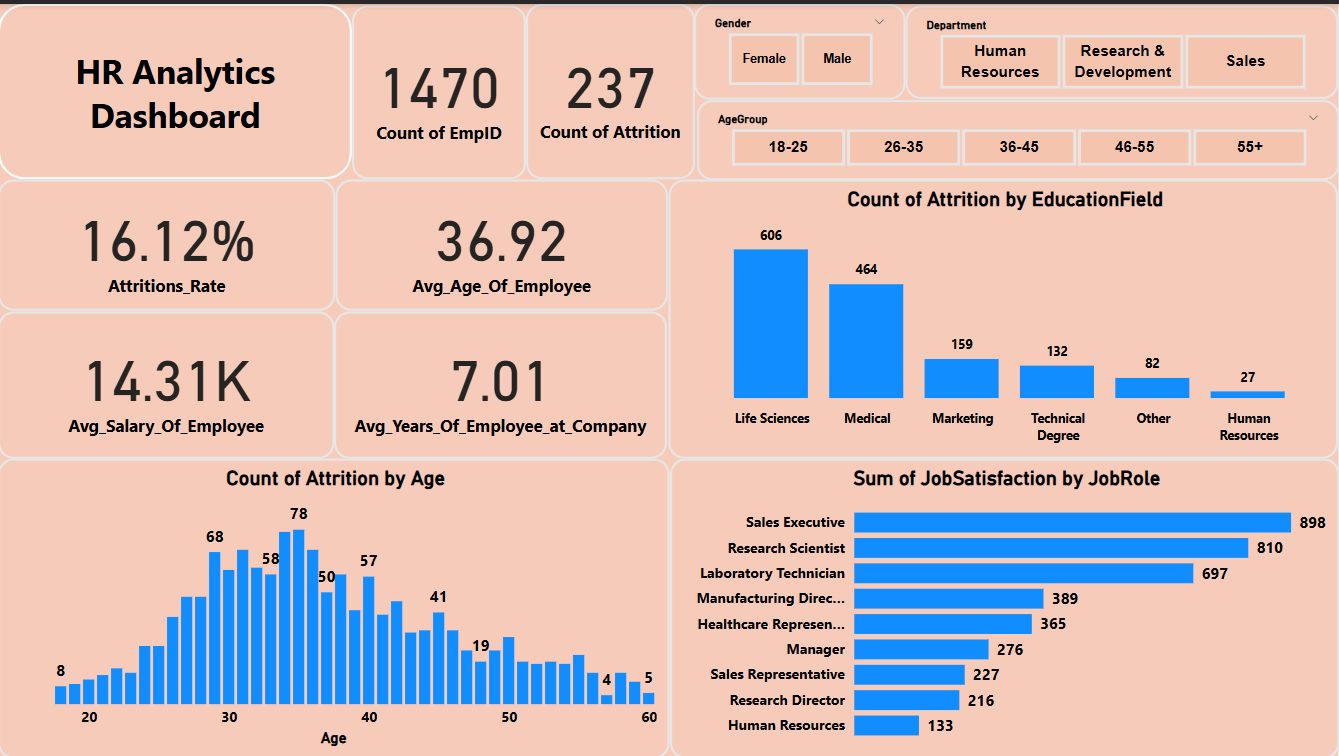 HR Analytics
Dashboard
1470
Count of EmpID
237
Count of Attrition
Gender
Female
Male
Department
Human
Resources
Research &
Development
Sales
AgeGroup
18-25
26-35
36-45
46-55
55+
16.12%
Attritions_Rate
36.92
Avg_Age_Of_Employee
14.31K
Avg_Salary_Of_Employee
7.01
Avg_Years_Of_Employee_at_Company
Count of Attrition by EducationField
606
464
159
132
82
27
Life Sciences
Medical
Marketing
Technical
Degree
Other
Human
Resources
Count of Attrition by Age
8
68
58
78
50
57
41
19
4
5
20
30
40
50
60
Age
Sum of JobSatisfaction by JobRole
Sales Executive 898
Research Scientist 810
Laboratory Technician 697
Manufacturing Direc... 389
Healthcare Represen... 365
Manager 276
Sales Representative 227
Research Director 216
Human Resources 133